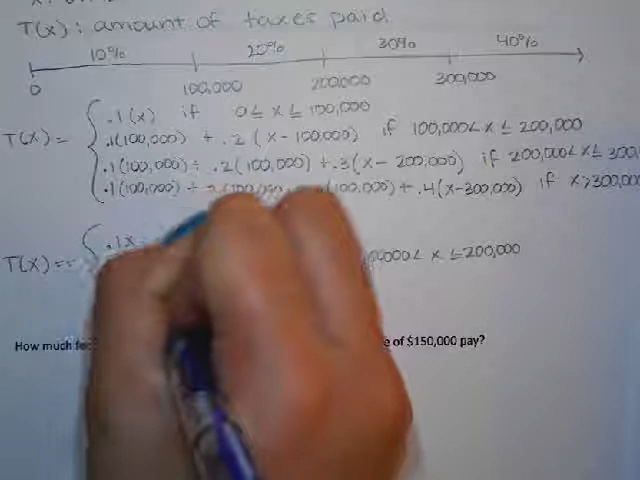 T(x): amount of taxes paid
10% 20% 30% 40%
0 100,000 200,000 300,000
.1(x) if 0≤ x ≤ 100,000
T(x) = .1(100,000) + .2(x-100,000) if 100,000< x ≤ 200,000
.1(100,000) + .2(100,000) + .3(x-200,000) if 200,000< x ≤ 300,
.1(100,000) + (100,000) + .4(x-300,000) if x>300,000
.1x
T(x) = 00000< x ≤200,000
How much of $150,000 pay?